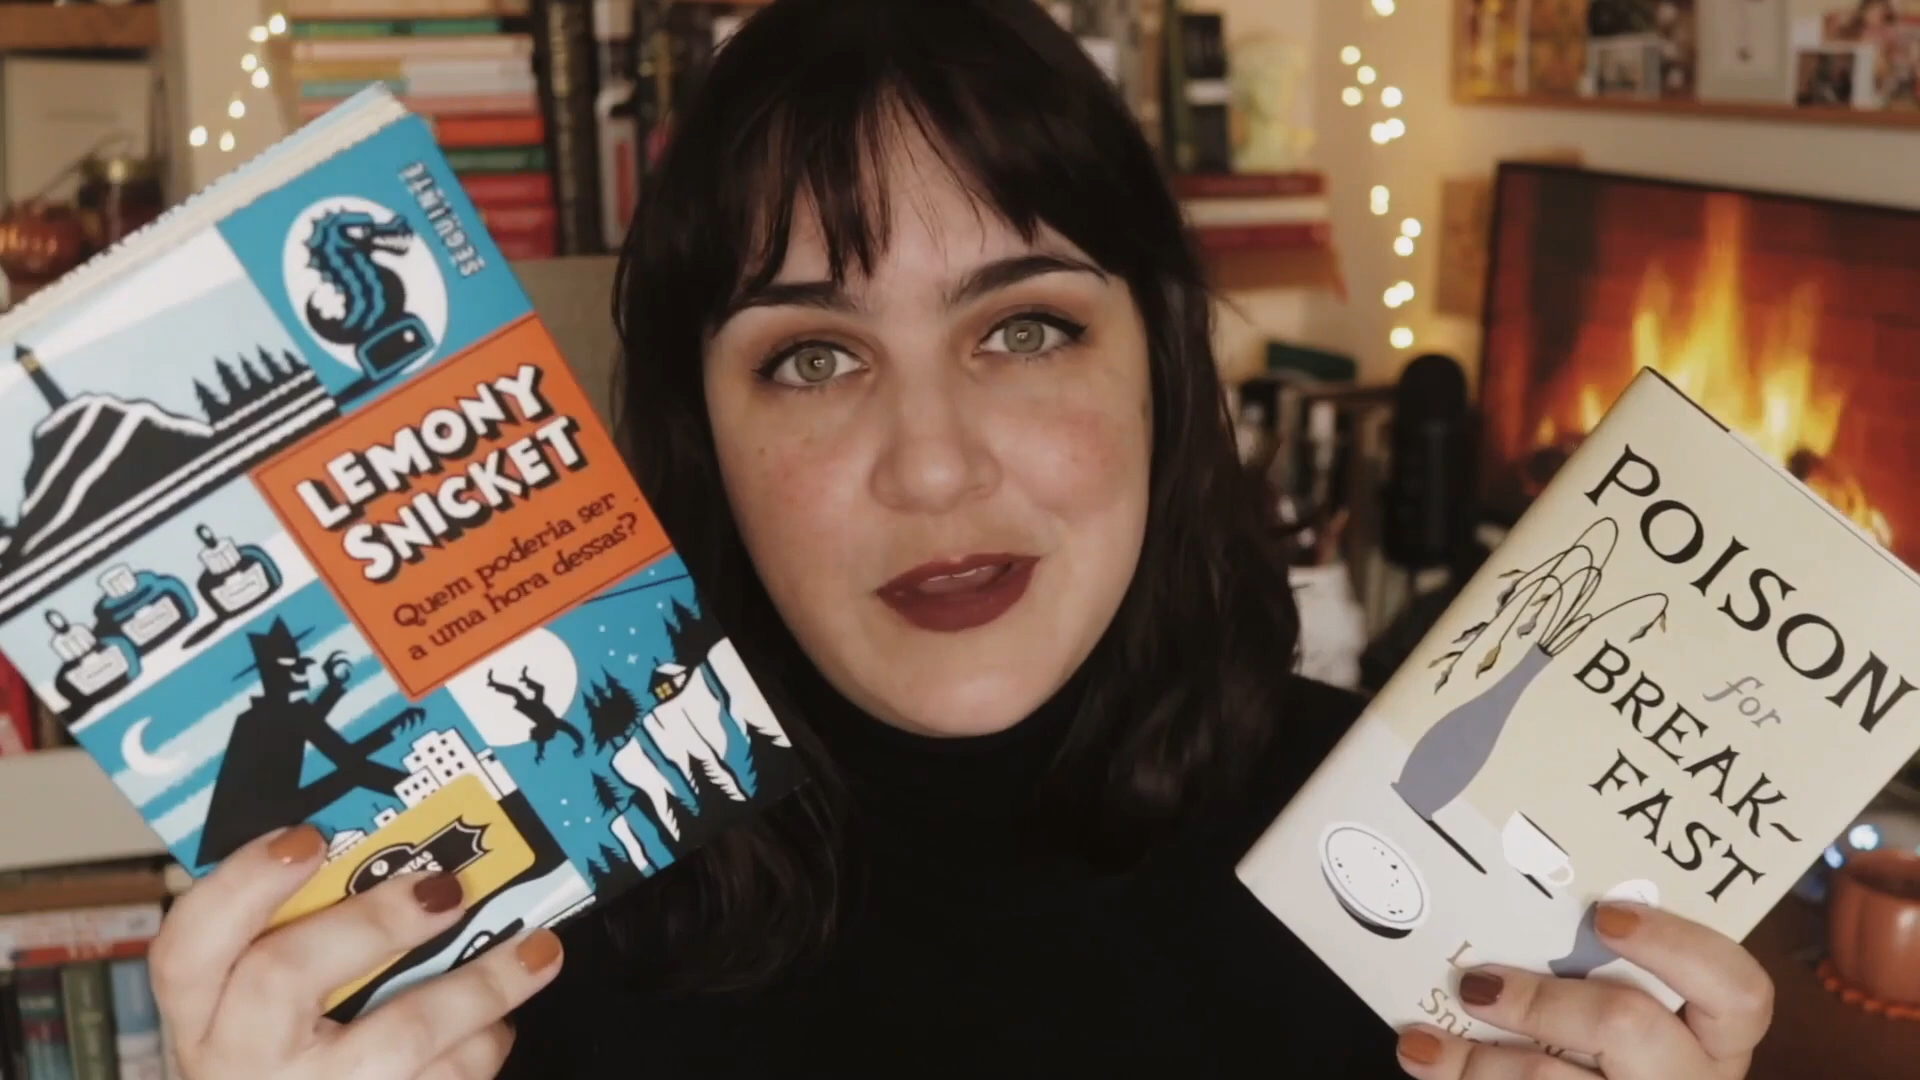 SEGUINTE
LEMONY
SNICKET
Quem poderia ser
a uma hora dessas?
POISON
for
BREAK-
FAST